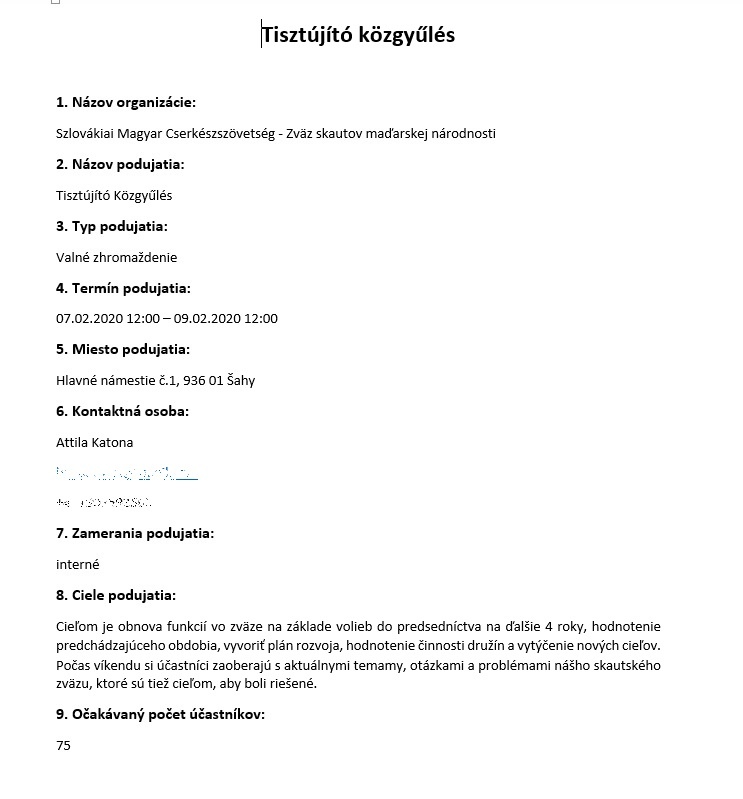 Tisztújító közgyűlés
1. Názov organizácie:
Szlovákiai Magyar Cserkészszövetség - Zväz skautov maďarskej národnosti
2. Názov podujatia:
Tisztújító Közgyűlés
3. Typ podujatia:
Valné zhromaždenie
4. Termín podujatia:
07.02.2020 12:00 – 09.02.2020 12:00
5. Miesto podujatia:
Hlavné námestie č.1, 936 01 Šahy
6. Kontaktná osoba:
Attila Katona
7. Zamerania podujatia:
interné
8. Ciele podujatia:
Cieľom je obnova funkcií vo zväze na základe volieb do predsedníctva na ďalšie 4 roky, hodnotenie
predchádzajúceho obdobia, vyvoriť plán rozvoja, hodnotenie činnosti družín a vytýčenie nových cieľov.
Počas víkendu si účastníci zaoberajú s aktuálnymi temamy, otázkami a problémami nášho skautského
zväzu, ktoré sú tiež cieľom, aby boli riešené.
9. Očakávaný počet účastníkov:
75